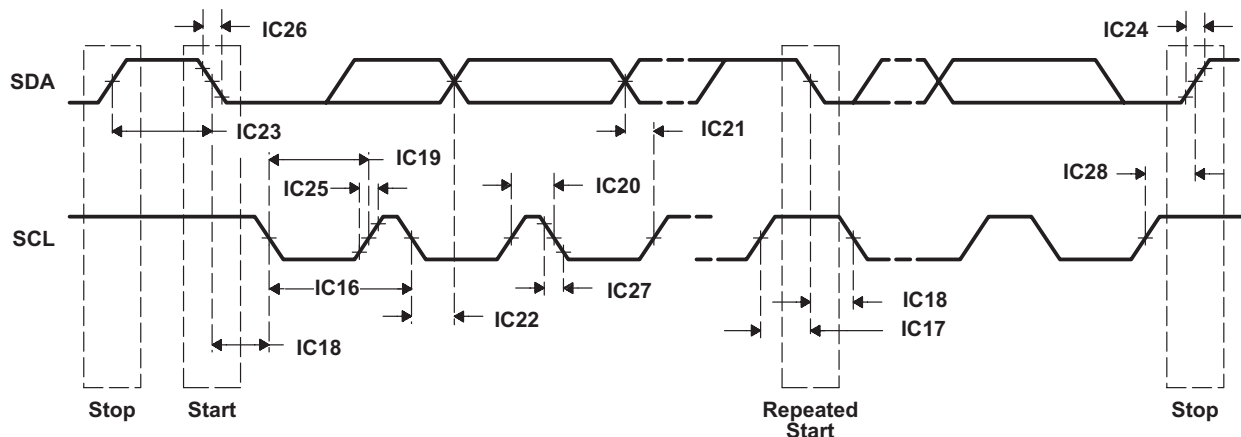 IC26
IC24
SDA
IC23
IC21
IC19
IC25
IC20
IC28
SCL
IC16
IC27
IC22
IC18
IC18
IC17
Stop
Start
Repeated
Start
Stop